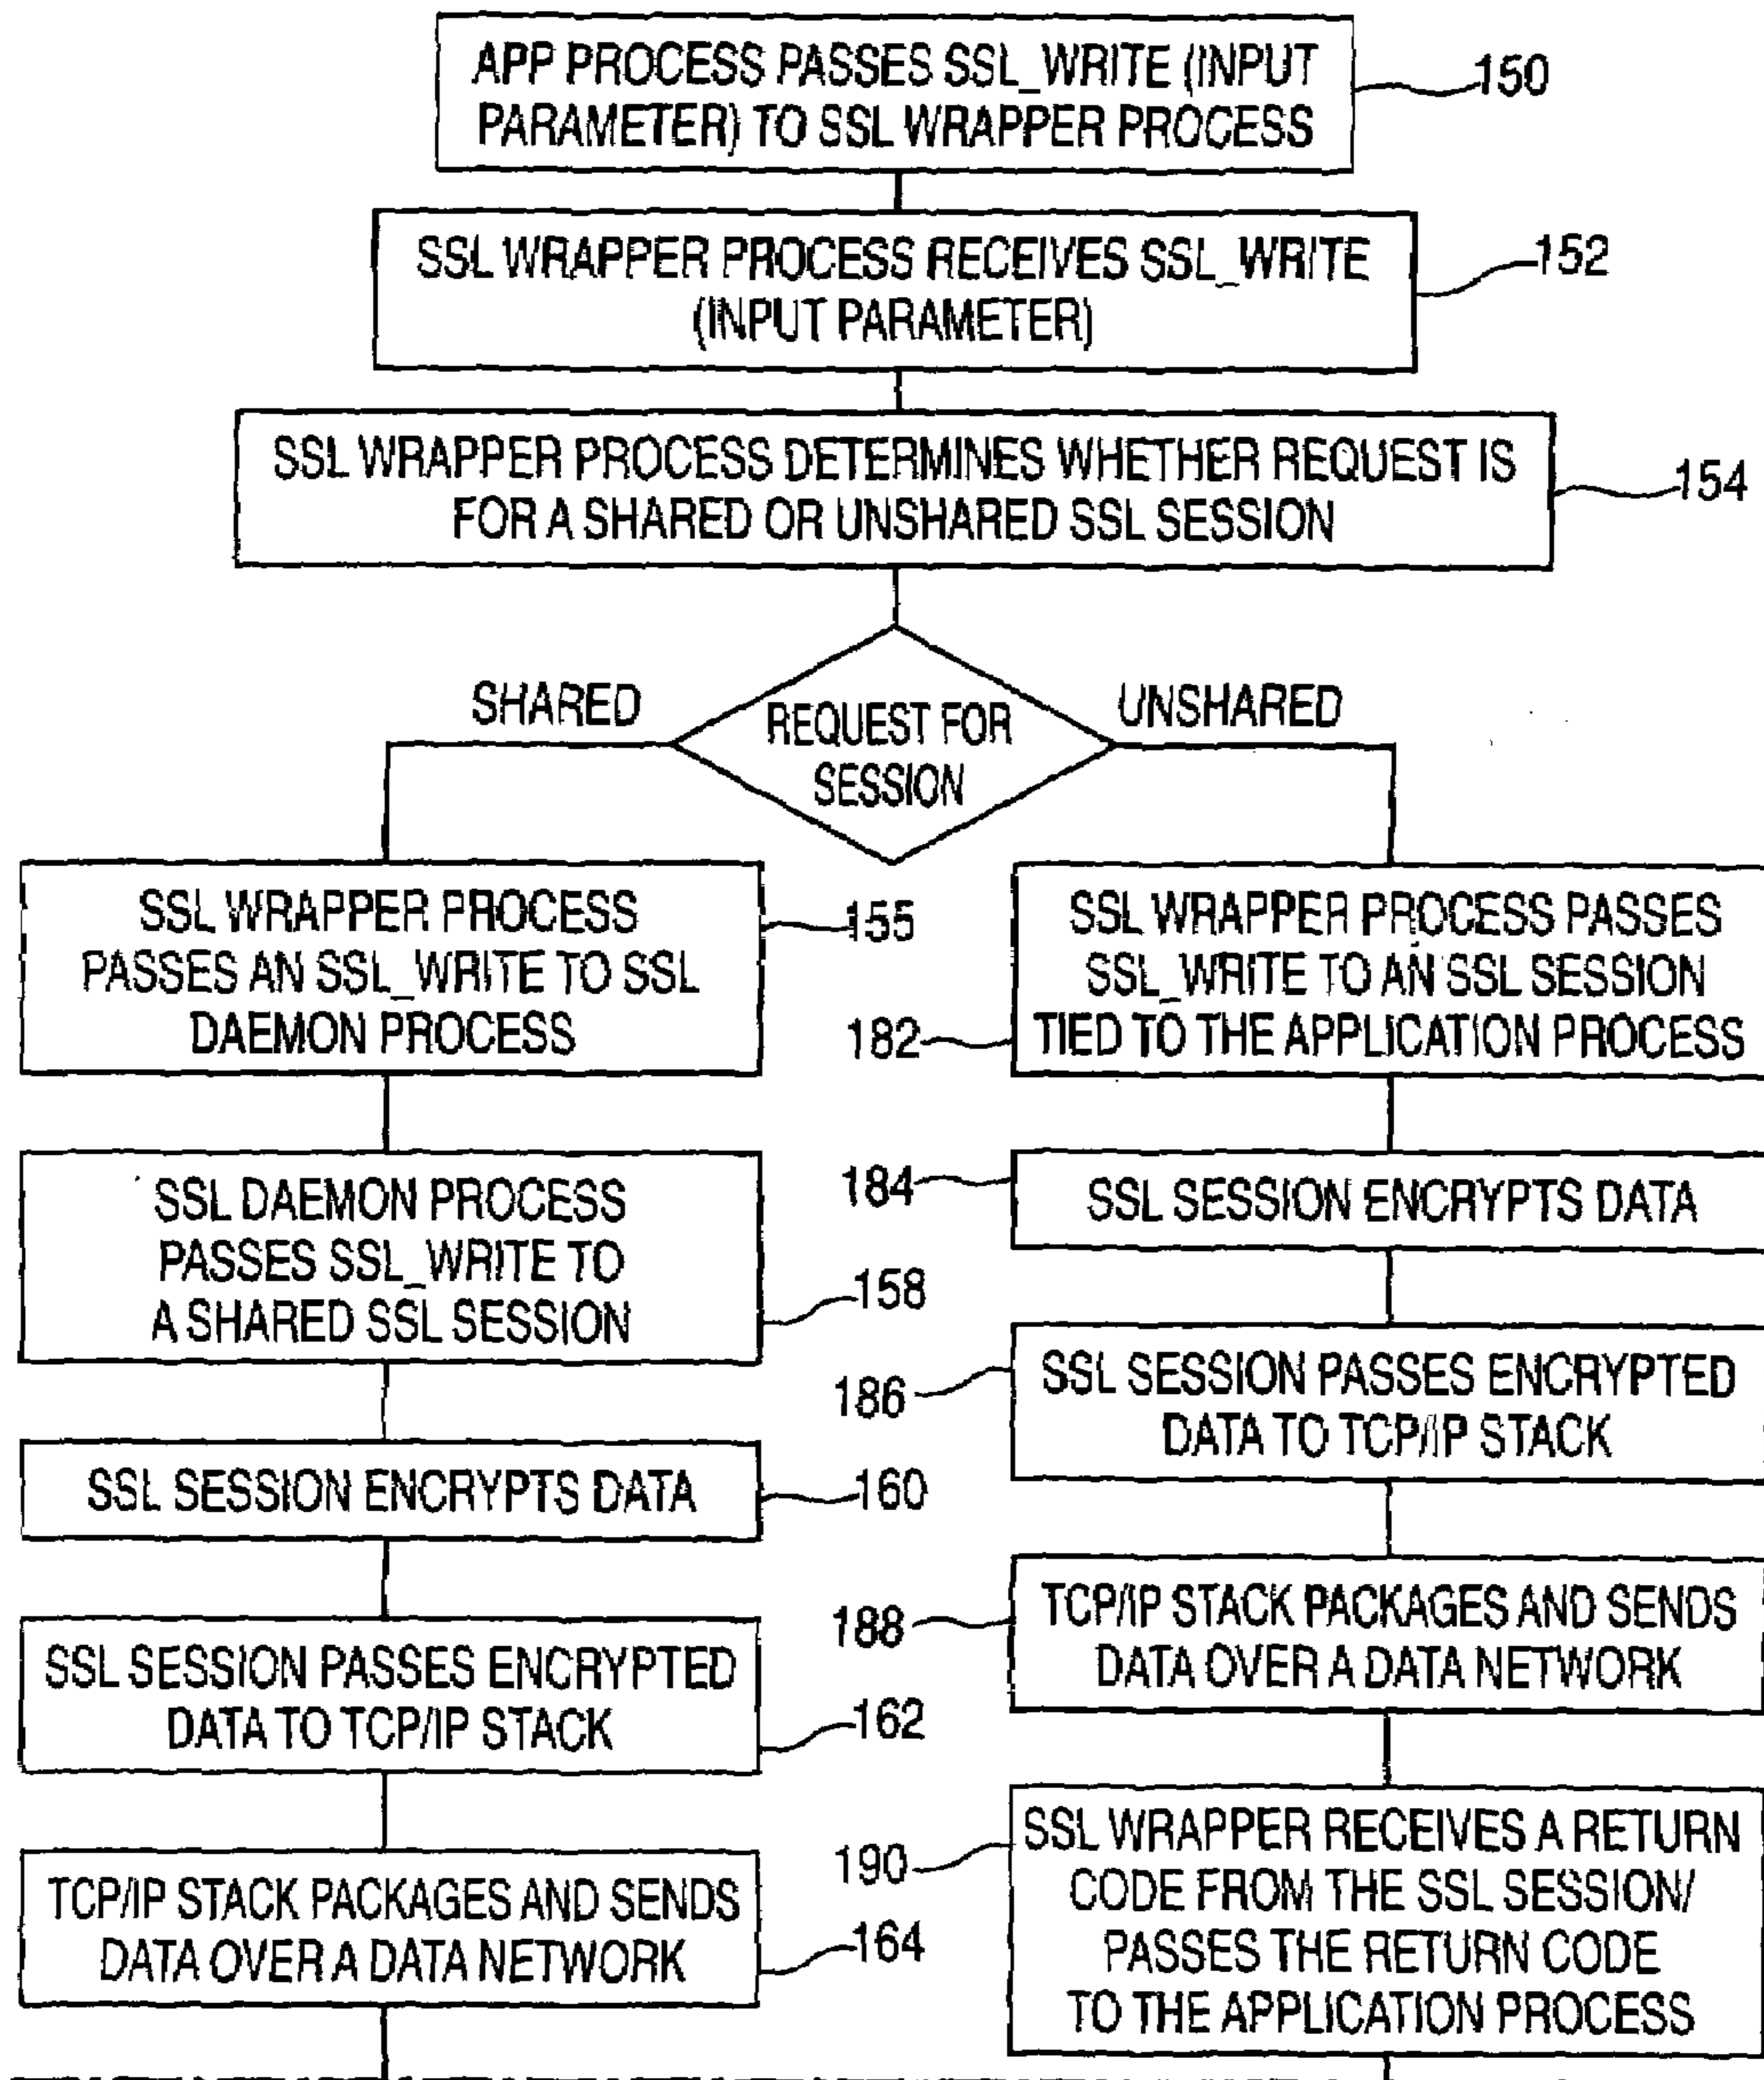 APP PROCESS PASSES SSL_WRITE (INPUT
PARAMETER) TO SSL WRAPPER PROCESS
150
SSL WRAPPER PROCESS RECEIVES SSL_WRITE
(INPUT PARAMETER)
152
SSL WRAPPER PROCESS DETERMINES WHETHER REQUEST IS
FOR A SHARED OR UNSHARED SSL SESSION
154
SHARED
REQUEST FOR
SESSION
UNSHARED
SSL WRAPPER PROCESS
PASSES AN SSL_WRITE TO SSL
DAEMON PROCESS
155
SSL WRAPPER PROCESS PASSES
SSL_WRITE TO AN SSL SESSION
TIED TO THE APPLICATION PROCESS
182
SSL DAEMON PROCESS
PASSES SSL_WRITE TO
A SHARED SSL SESSION
158
184
SSL SESSION ENCRYPTS DATA
186
SSL SESSION PASSES ENCRYPTED
DATA TO TCP/IP STACK
SSL SESSION ENCRYPTS DATA
160
188
TCP/IP STACK PACKAGES AND SENDS
DATA OVER A DATA NETWORK
SSL SESSION PASSES ENCRYPTED
DATA TO TCP/IP STACK
162
190
SSL WRAPPER RECEIVES A RETURN
CODE FROM THE SSL SESSION/
PASSES THE RETURN CODE
TO THE APPLICATION PROCESS
TCP/IP STACK PACKAGES AND SENDS
DATA OVER A DATA NETWORK
164